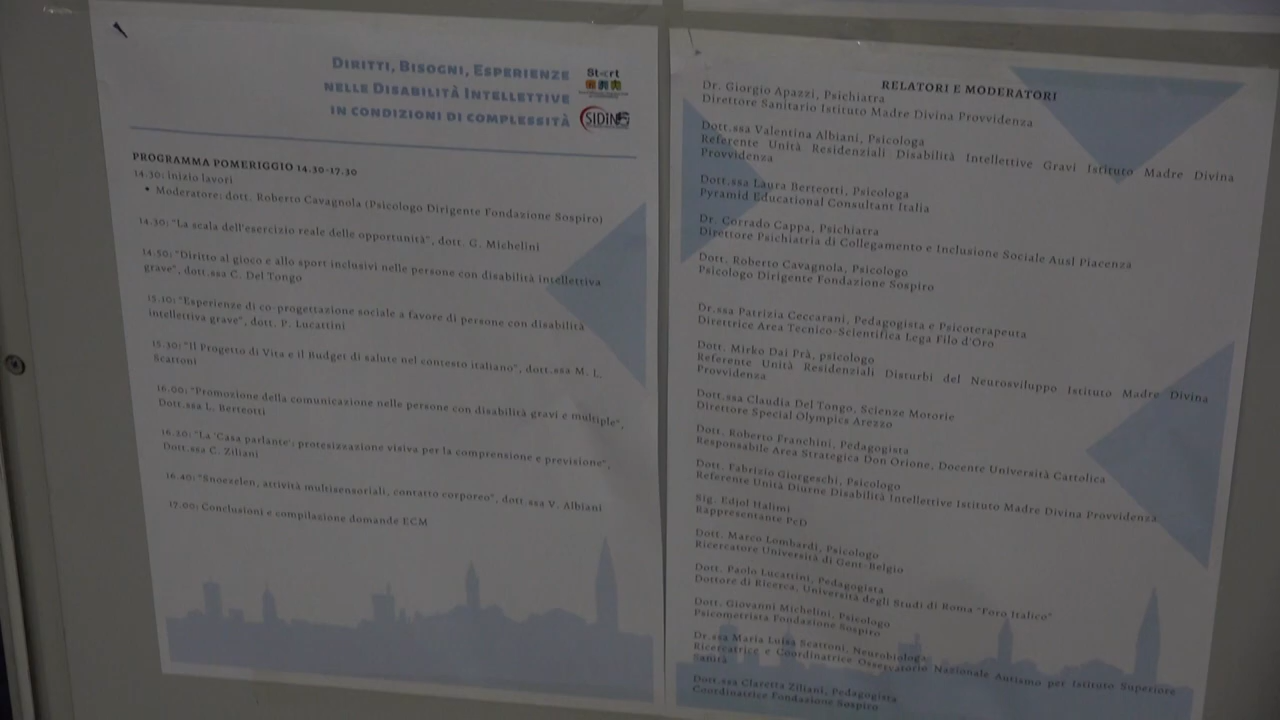 DIRITTI, BISOGNI, ESPERIENZE
NELLE DISABILITÀ INTELLETTIVE
IN CONDIZIONI DI COMPLESSITÀ
St<rt
SIDiN
PROGRAMMA POMERIGGIO 14.30-17.30
14.30: inizio lavori
• Moderatore: dott. Roberto Cavagnola (Psicologo Dirigente Fondazione Sospiro)
14.30: "La scala dell'esercizio reale delle opportunità", dott. G. Michelini
14.50: "Diritto al gioco e allo sport inclusivi nelle persone con disabilità intellettiva
grave", dott.ssa C. Del Tongo
15.10: "Esperienze di co-progettazione sociale a favore di persone con disabilità
intellettiva grave", dott. P. Lucattini
15.30: "Il Progetto di Vita e il Budget di salute nel contesto italiano", dott.ssa M. L.
Scattoni
16.00: "Promozione della comunicazione nelle persone con disabilità gravi e multiple",
Dott.ssa L. Berteotti
16.20: "La 'Casa parlante': protesizzazione visiva per la comprensione e previsione",
Dott.ssa C. Ziliani
16.40: "Snoezelen, attività multisensoriali, contatto corporeo", dott.ssa V. Albiani
17.00: Conclusioni e compilazione domande ECM
RELATORI E MODERATORI
Dr. Giorgio Apazzi, Psichiatra
Direttore Sanitario Istituto Madre Divina Provvidenza
Dott.ssa Valentina Albiani, Psicologa
Referente Unità Residenziali Disabilità Intellettive Gravi Istituto Madre Divina
Provvidenza
Dott.ssa Laura Berteotti, Psicologa
Pyramid Educational Consultant Italia
Dr. Corrado Cappa, Psichiatra
Direttore Psichiatria di Collegamento e Inclusione Sociale Ausl Piacenza
Dott. Roberto Cavagnola, Psicologo
Psicologo Dirigente Fondazione Sospiro
Dr.ssa Patrizia Ceccarani, Pedagogista e Psicoterapeuta
Direttrice Area Tecnico-Scientifica Lega Filo d'Oro
Dott. Mirko Dai Prà, psicologo
Referente Unità Residenziali Disturbi del Neurosviluppo Istituto Madre Divina
Provvidenza
Dott.ssa Claudia Del Tongo, Scienze Motorie
Direttore Special Olympics Arezzo
Dott. Roberto Franchini, Pedagogista
Responsabile Area Strategica Don Orione, Docente Università Cattolica
Dott. Fabrizio Giorgeschi, Psicologo
Referente Unità Diurne Disabilità Intellettive Istituto Madre Divina Provvidenza
Sig. Edjol Halimi
Rappresentante PcD
Dott. Marco Lombardi, Psicologo
Ricercatore Università di Gent-Belgio
Dott. Paolo Lucattini, Pedagogista
Dottore di Ricerca, Università degli Studi di Roma "Foro Italico"
Dott. Giovanni Michelini, Psicologo
Psicometrista Fondazione Sospiro
Dr.ssa Maria Luisa Scattoni, Neurobiologa
Ricercatrice e Coordinatrice Osservatorio Nazionale Autismo per Istituto Superiore
Sanità
Dott.ssa Claretta Ziliani, Pedagogista
Coordinatrice Fondazione Sospiro